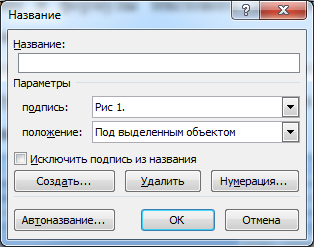 Название
Название:
Параметры
подпись: Рис 1.
положение: Под выделенным объектом
Исключить подпись из названия
Создать... Удалить Нумерация...
Автоназвание... ОК Отмена